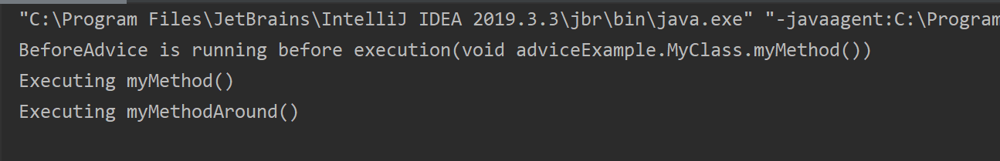 "C:\Program Files\JetBrains\IntelliJ IDEA 2019.3.3\jbr\bin\java.exe" "-javaagent:C:\Program
BeforeAdvice is running before execution(void adviceExample.MyClass.myMethod())
Executing myMethod()
Executing myMethodAround()